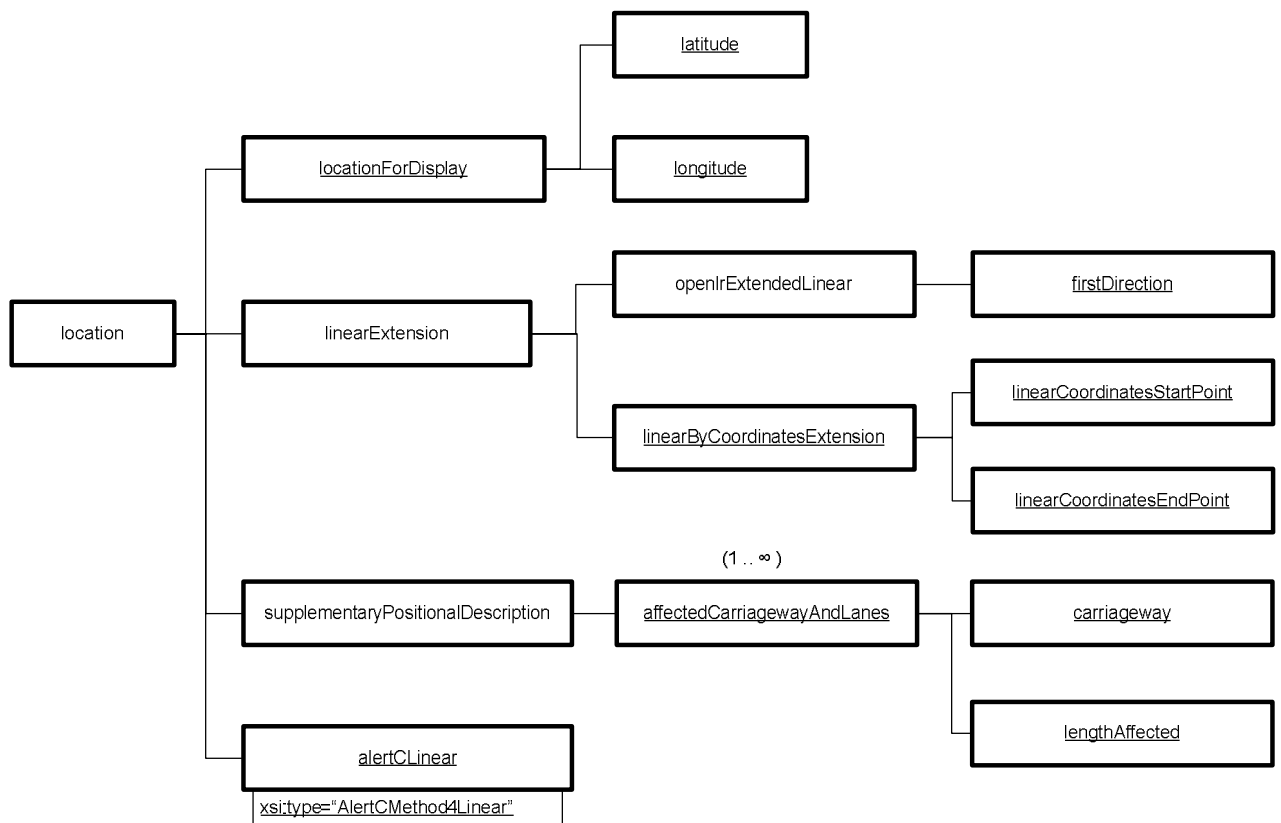 latitude
locationForDisplay
longitude
openlrExtendedLinear
firstDirection
location
linearExtension
linearCoordinatesStartPoint
linearByCoordinatesExtension
linearCoordinatesEndPoint
(1 .. ∞ )
supplementaryPositionalDescription
affectedCarriagewayAndLanes
carriageway
alertCLinear
lengthAffected
xsi:type=“AlertCMethod4Linear”